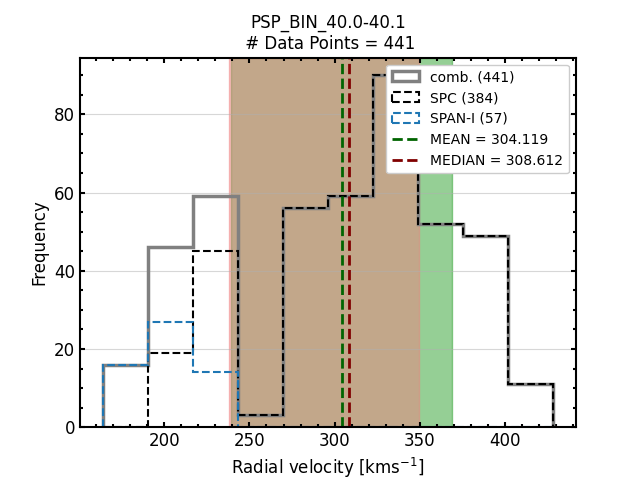 PSP_BIN_40.0-40.1
# Data Points = 441
comb. (441)
SPC (384)
SPAN-I (57)
MEAN = 304.119
MEDIAN = 308.612
Frequency
80
60
40
20
0
200 250 300 350 400
Radial velocity [kms⁻¹]